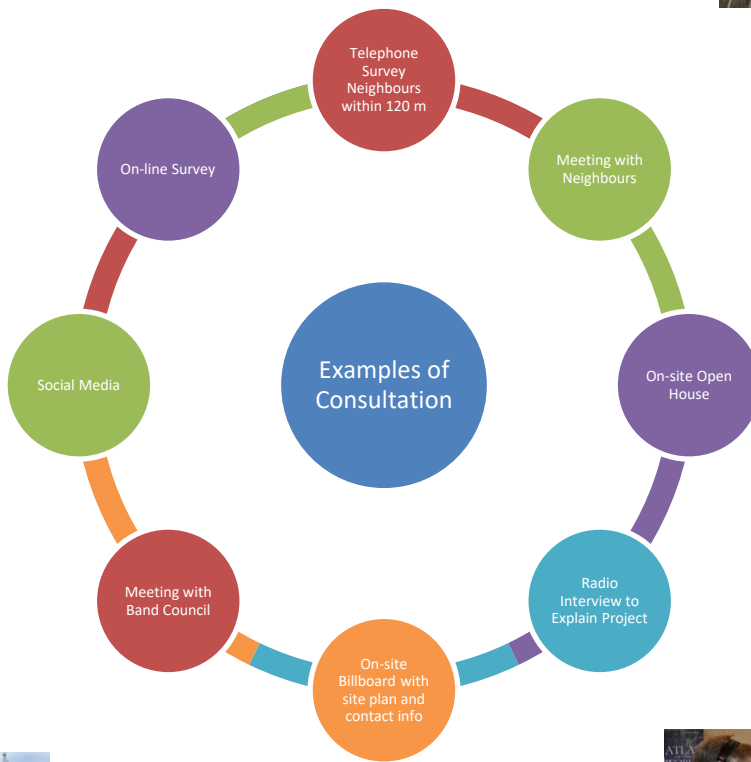 Telephone
Survey
Neighbours
within 120 m
Meeting with
Neighbours
On-site Open
House
Radio
Interview to
Explain Project
On-site
Billboard with
site plan and
contact info
Meeting with
Band Council
Social Media
On-line Survey
Examples of
Consultation
ATLA